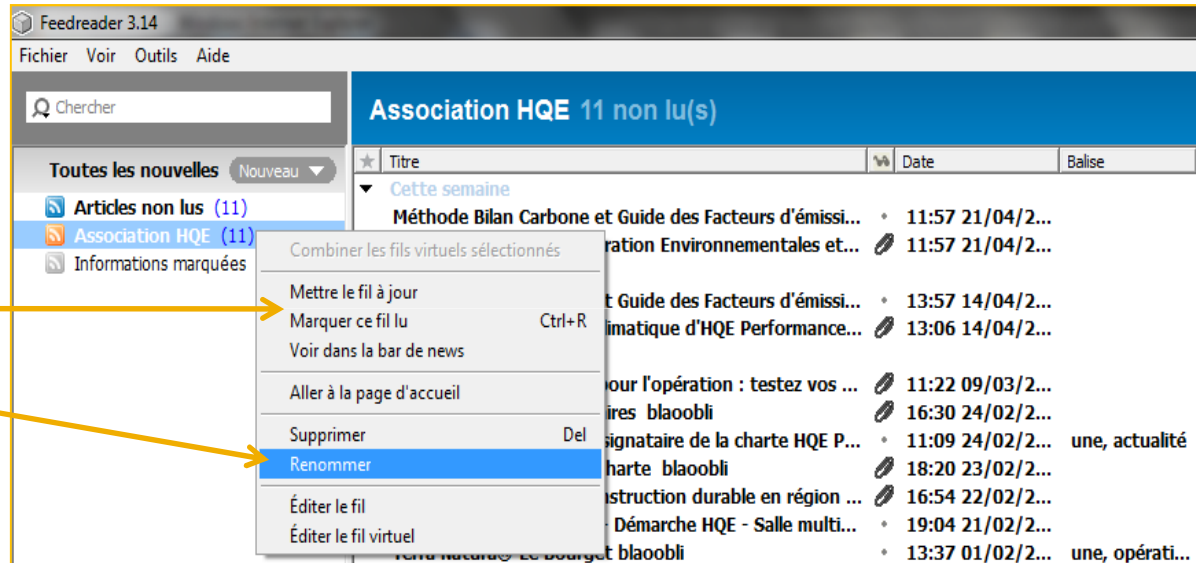 Feedreader 3.14
Fichier Voir Outils Aide
Chercher
Association HQE 11 non lu(s)
Toutes les nouvelles Nouveau
Articles non lus (11)
Association HQE (11)
Informations marquées
Titre Date Balise
Cette semaine
Méthode Bilan Carbone et Guide des Facteurs d'émissi... 11:57 21/04/2...
ration Environnementales et... 11:57 21/04/2...
t Guide des Facteurs d'émissi... 13:57 14/04/2...
limatique d'HQE Performance... 13:06 14/04/2...
our l'opération : testez vos ... 11:22 09/03/2...
ires blaoobli 16:30 24/02/2...
signataire de la charte HQE P... 11:09 24/02/2... une, actualité
harte blaoobli 18:20 23/02/2...
nstruction durable en région ... 16:54 22/02/2...
- Démarche HQE - Salle multi... 19:04 21/02/2...
Terra Natura® Le Bourget blaoobli 13:37 01/02/2... une, opérati...
Combiner les fils virtuels sélectionnés
Mettre le fil à jour
Marquer ce fil lu Ctrl+R
Voir dans la bar de news
Aller à la page d'accueil
Supprimer Del
Renommer
Éditer le fil
Éditer le fil virtuel